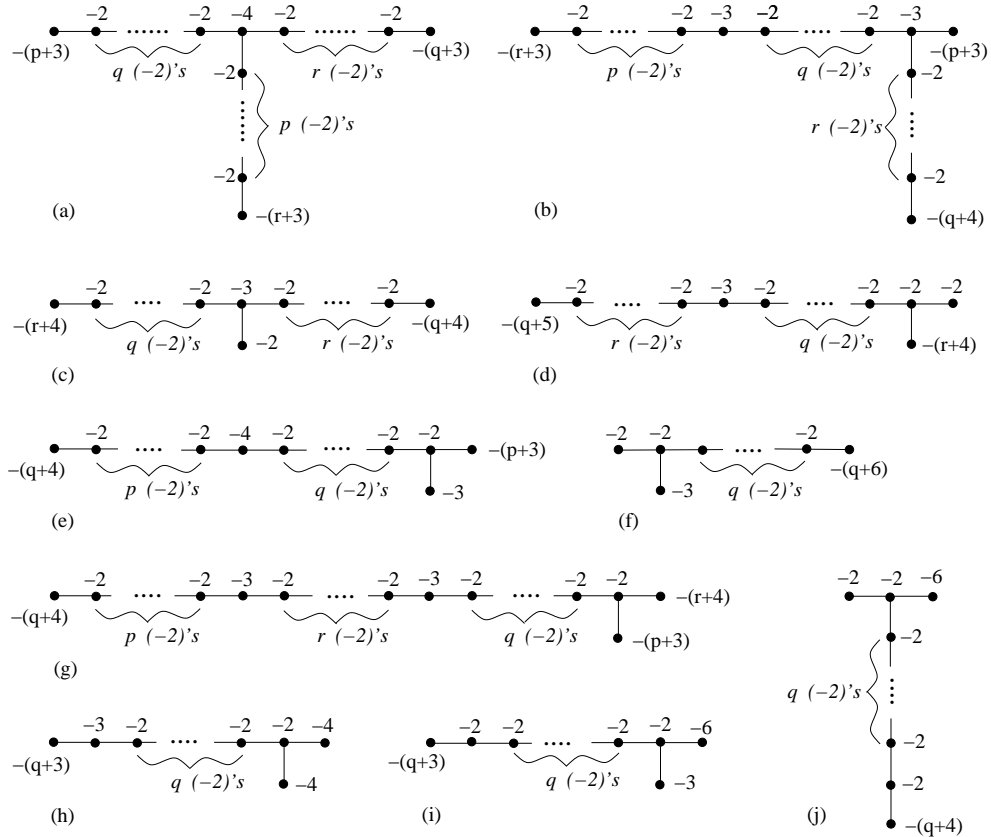 −2 −2 −4 −2 −2
−(p+3) q (−2)'s r (−2)'s −(q+3)
−2
p (−2)'s
−2
−(r+3)
(a)
−2 −2 −3 −2 −2 −3
−(r+3) p (−2)'s q (−2)'s −(p+3)
−2
r (−2)'s
−2
−(q+4)
(b)
−2 −2 −3 −2 −2
−(r+4) q (−2)'s −2 r (−2)'s −(q+4)
(c)
−2 −2 −3 −2 −2 −2 −2
−(q+5) r (−2)'s q (−2)'s −(r+4)
(d)
−2 −2 −4 −2 −2 −2
−(q+4) p (−2)'s q (−2)'s −3 −(p+3)
(e)
−2 −2 −2
−3 q (−2)'s −(q+6)
(f)
−2 −2 −3 −2 −2 −3 −2 −2 −2
−(q+4) p (−2)'s r (−2)'s q (−2)'s −(p+3) −(r+4)
(g)
−3 −2 −2 −2 −4
−(q+3) q (−2)'s −4
(h)
−2 −2 −2 −2 −6
−(q+3) q (−2)'s −3
(i)
−2 −2 −6
−2
q (−2)'s
−2
−2
−(q+4)
(j)